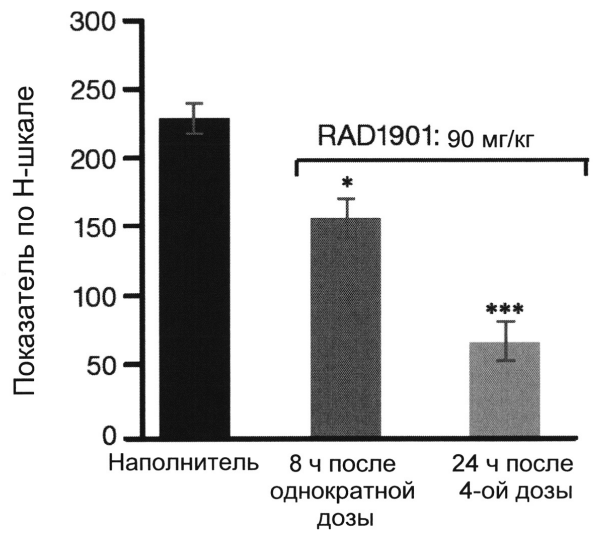 300
250
200
150
100
50
0
Показатель по Н-шкале
RAD1901: 90 мг/кг
*
***
Наполнитель
8 ч после
однократной
дозы
24 ч после
4-ой дозы